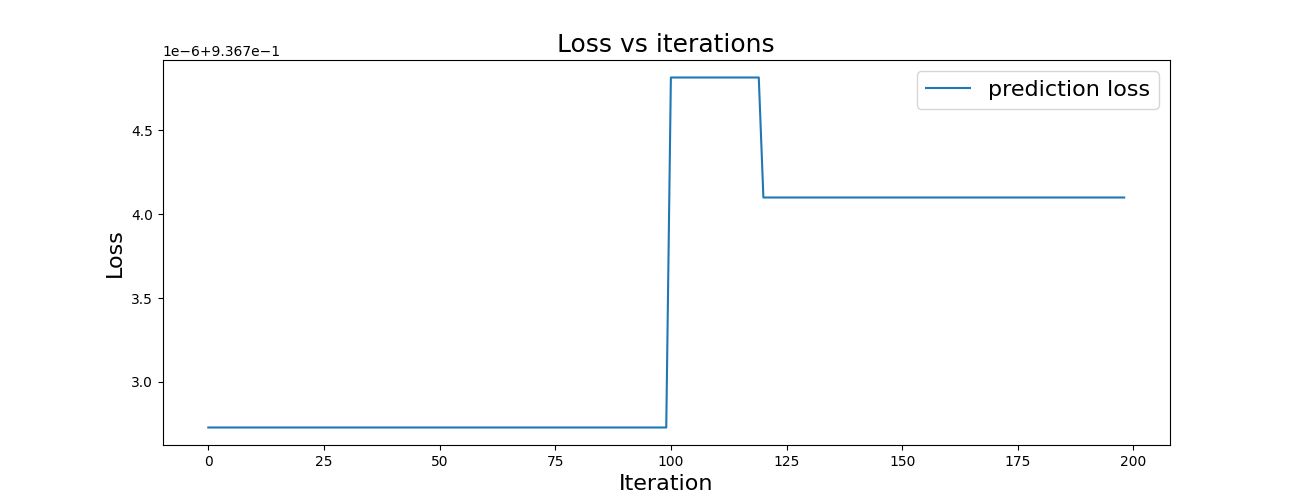 Loss vs iterations
1e−6+9.367e−1
prediction loss
4.5
4.0
3.5
3.0
Loss
0 25 50 75 100 125 150 175 200
Iteration